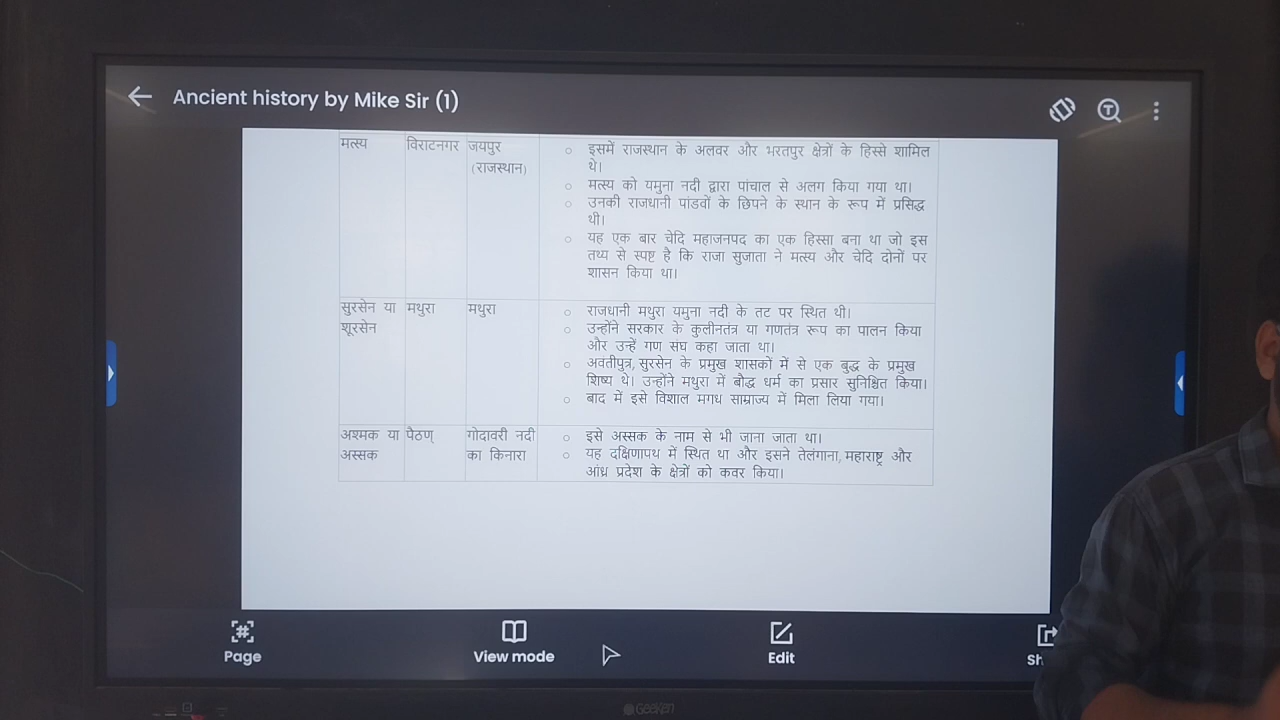 Ancient history by Mike Sir (1)
मत्स्य
विराटनगर
जयपुर
(राजस्थान)
इसमें राजस्थान के अलवर और भरतपुर क्षेत्रों के हिस्से शामिल
थे।
मत्स्य को यमुना नदी द्वारा पांचाल से अलग किया गया था।
उनकी राजधानी पांडवों के छिपने के स्थान के रूप में प्रसिद्ध
थी।
यह एक बार चेदि महाजनपद का एक हिस्सा बना था जो इस
तथ्य से स्पष्ट है कि राजा सुजाता ने मत्स्य और चेदि दोनों पर
शासन किया था।
सुरसेन या
शूरसेन
मथुरा
मथुरा
राजधानी मथुरा यमुना नदी के तट पर स्थित थी।
उन्होंने सरकार के कुलीनतंत्र या गणतंत्र रूप का पालन किया
और उन्हें गण संघ कहा जाता था।
अवंतीपुत्र, सुरसेन के प्रमुख शासकों में से एक बुद्ध के प्रमुख
शिष्य थे। उन्होंने मथुरा में बौद्ध धर्म का प्रसार सुनिश्चित किया।
बाद में इसे विशाल मगध साम्राज्य में मिला लिया गया।
अश्मक या
अस्सक
पैठण्
गोदावरी नदी
का किनारा
इसे अस्सक के नाम से भी जाना जाता था।
यह दक्षिणापथ में स्थित था और इसने तेलंगाना, महाराष्ट्र और
आंध्र प्रदेश के क्षेत्रों को कवर किया।
Page
View mode
Edit
Sh
GeeKen